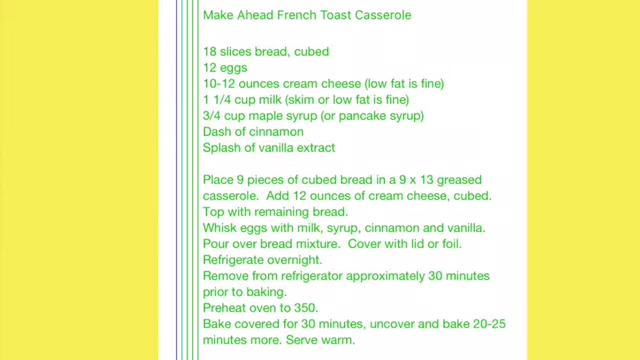 Make Ahead French Toast Casserole
18 slices bread, cubed
12 eggs
10-12 ounces cream cheese (low fat is fine)
1 1/4 cup milk (skim or low fat is fine)
3/4 cup maple syrup (or pancake syrup)
Dash of cinnamon
Splash of vanilla extract
Place 9 pieces of cubed bread in a 9 x 13 greased
casserole.  Add 12 ounces of cream cheese, cubed.
Top with remaining bread.
Whisk eggs with milk, syrup, cinnamon and vanilla.
Pour over bread mixture.  Cover with lid or foil.
Refrigerate overnight.
Remove from refrigerator approximately 30 minutes
prior to baking.
Preheat oven to 350.
Bake covered for 30 minutes, uncover and bake 20-25
minutes more. Serve warm.